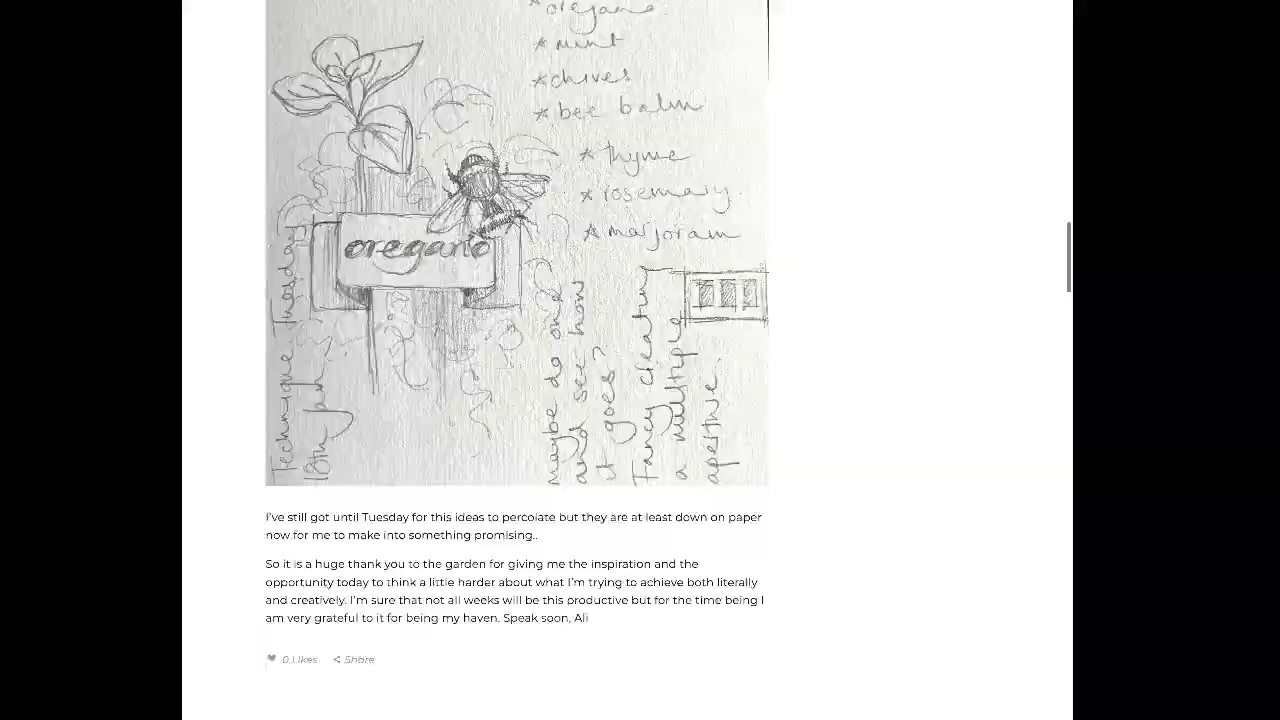 *oregano
*mint
*chives
*bee balm
*thyme
*rosemary
*marjoram
oregano
Technique Tuesday
18th Jan
Maybe do one
and see how
it goes?
Fancy creating
a multiple
aperture.
I've still got until Tuesday for this ideas to percolate but they are at least down on paper
now for me to make into something promising..
So it is a huge thank you to the garden for giving me the inspiration and the
opportunity today to think a little harder about what I'm trying to achieve both literally
and creatively. I'm sure that not all weeks will be this productive but for the time being I
am very grateful to it for being my haven. Speak soon, Ali
0 Likes Share